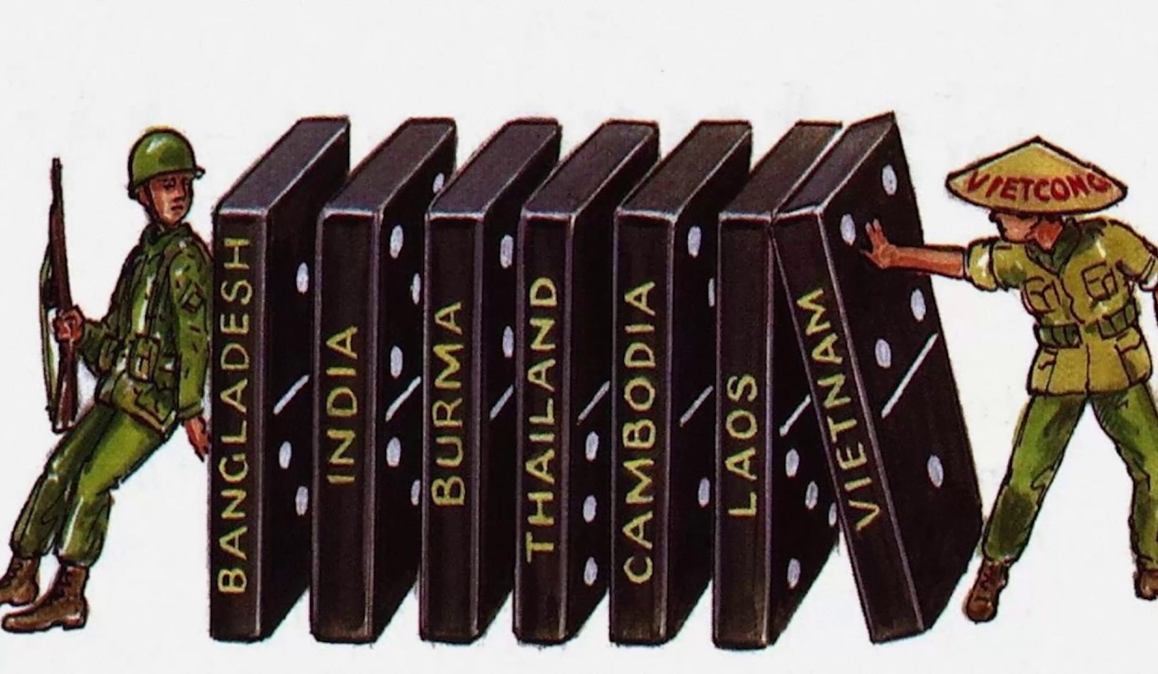 BANGLADESH
INDIA
BURMA
THAILAND
CAMBODIA
LAOS
VIETNAM
VIETCONG